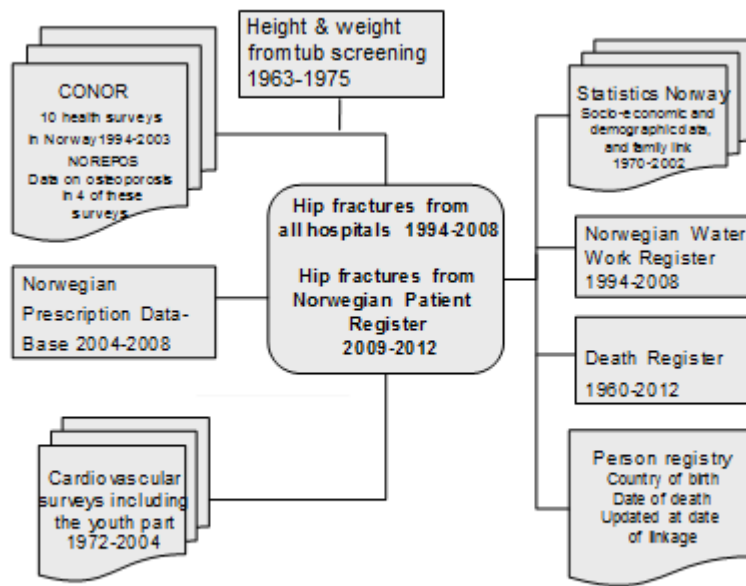 Height & weight
from tub screening
1963-1975
CONOR
10 health surveys
in Norway 1994-2003
NOREPOS
Data on osteoporosis
in 4 of these
surveys
Statistics Norway
Socio-economic and
demographic data,
and family link
1970-2002
Hip fractures from
all hospitals 1994-2008
Hip fractures from
Norwegian Patient
Register
2009-2012
Norwegian Water
Work Register
1994-2008
Norwegian
Prescription Data-
Base 2004-2008
Death Register
1960-2012
Cardiovascular
surveys including
the youth part
1972-2004
Person registry
Country of birth
Date of death
Updated at date
of linkage